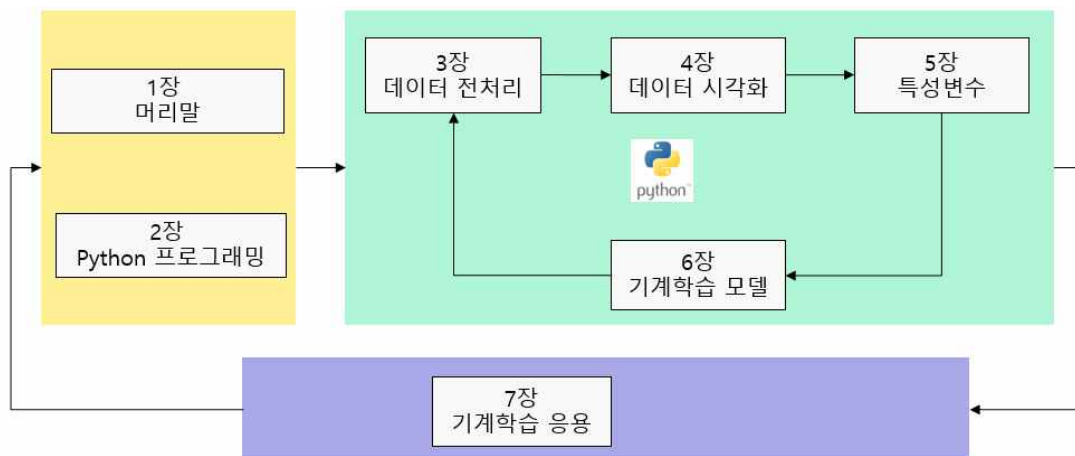 1장
머리말
2장
Python 프로그래밍
3장
데이터 전처리
4장
데이터 시각화
5장
특성변수
python™
6장
기계학습 모델
7장
기계학습 응용